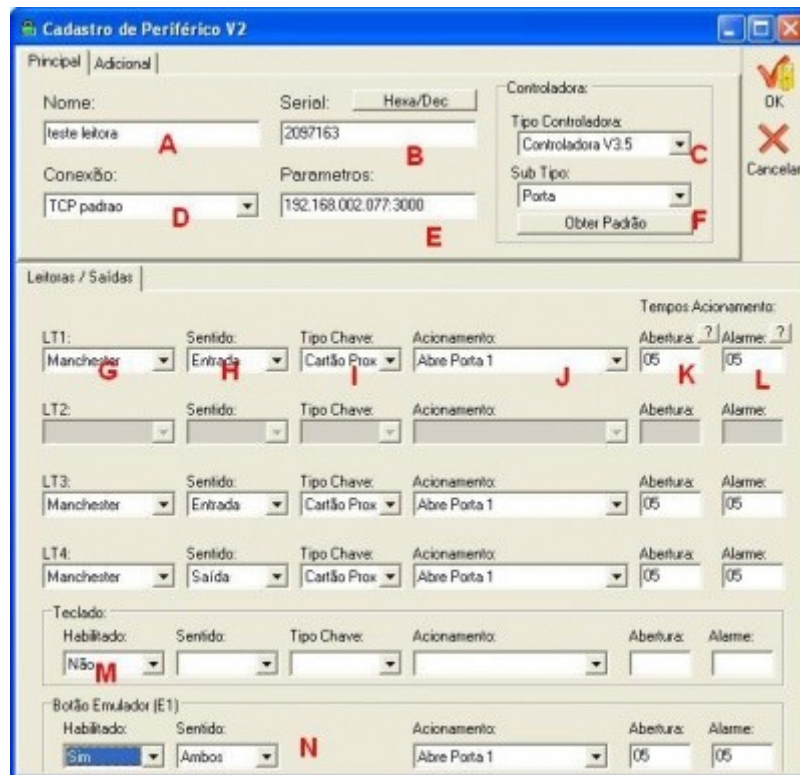 Cadastro de Periférico V2
Principal Adicional
Nome: Serial: Hexa/Dec Controladora:
OK
teste leitora A 2097163 B Tipo Controladora:
Controladora V3.5 C
Conexão: Parametros: Sub Tipo: Cancelar
TCP padrao D 192.168.002.077:3000 E Porta F
Obter Padrão
Leitoras / Saídas
Tempos Acionamento:
LT1: Sentido: Tipo Chave: Acionamento: Abertura: ? Alarme: ?
Manchester G Entrada H Cartão Prox I Abre Porta 1 J 05 K 05 L
LT2: Sentido: Tipo Chave: Acionamento: Abertura: Alarme:
LT3: Sentido: Tipo Chave: Acionamento: Abertura: Alarme:
Manchester Entrada Cartão Prox Abre Porta 1 05 05
LT4: Sentido: Tipo Chave: Acionamento: Abertura: Alarme:
Manchester Saída Cartão Prox Abre Porta 1 05 05
Teclado:
Habilitado: Sentido: Tipo Chave: Acionamento: Abertura: Alarme:
Não M
Botão Emulador (E1)
Habilitado: Sentido: N Acionamento: Abertura: Alarme:
Sim Ambos Abre Porta 1 05 05